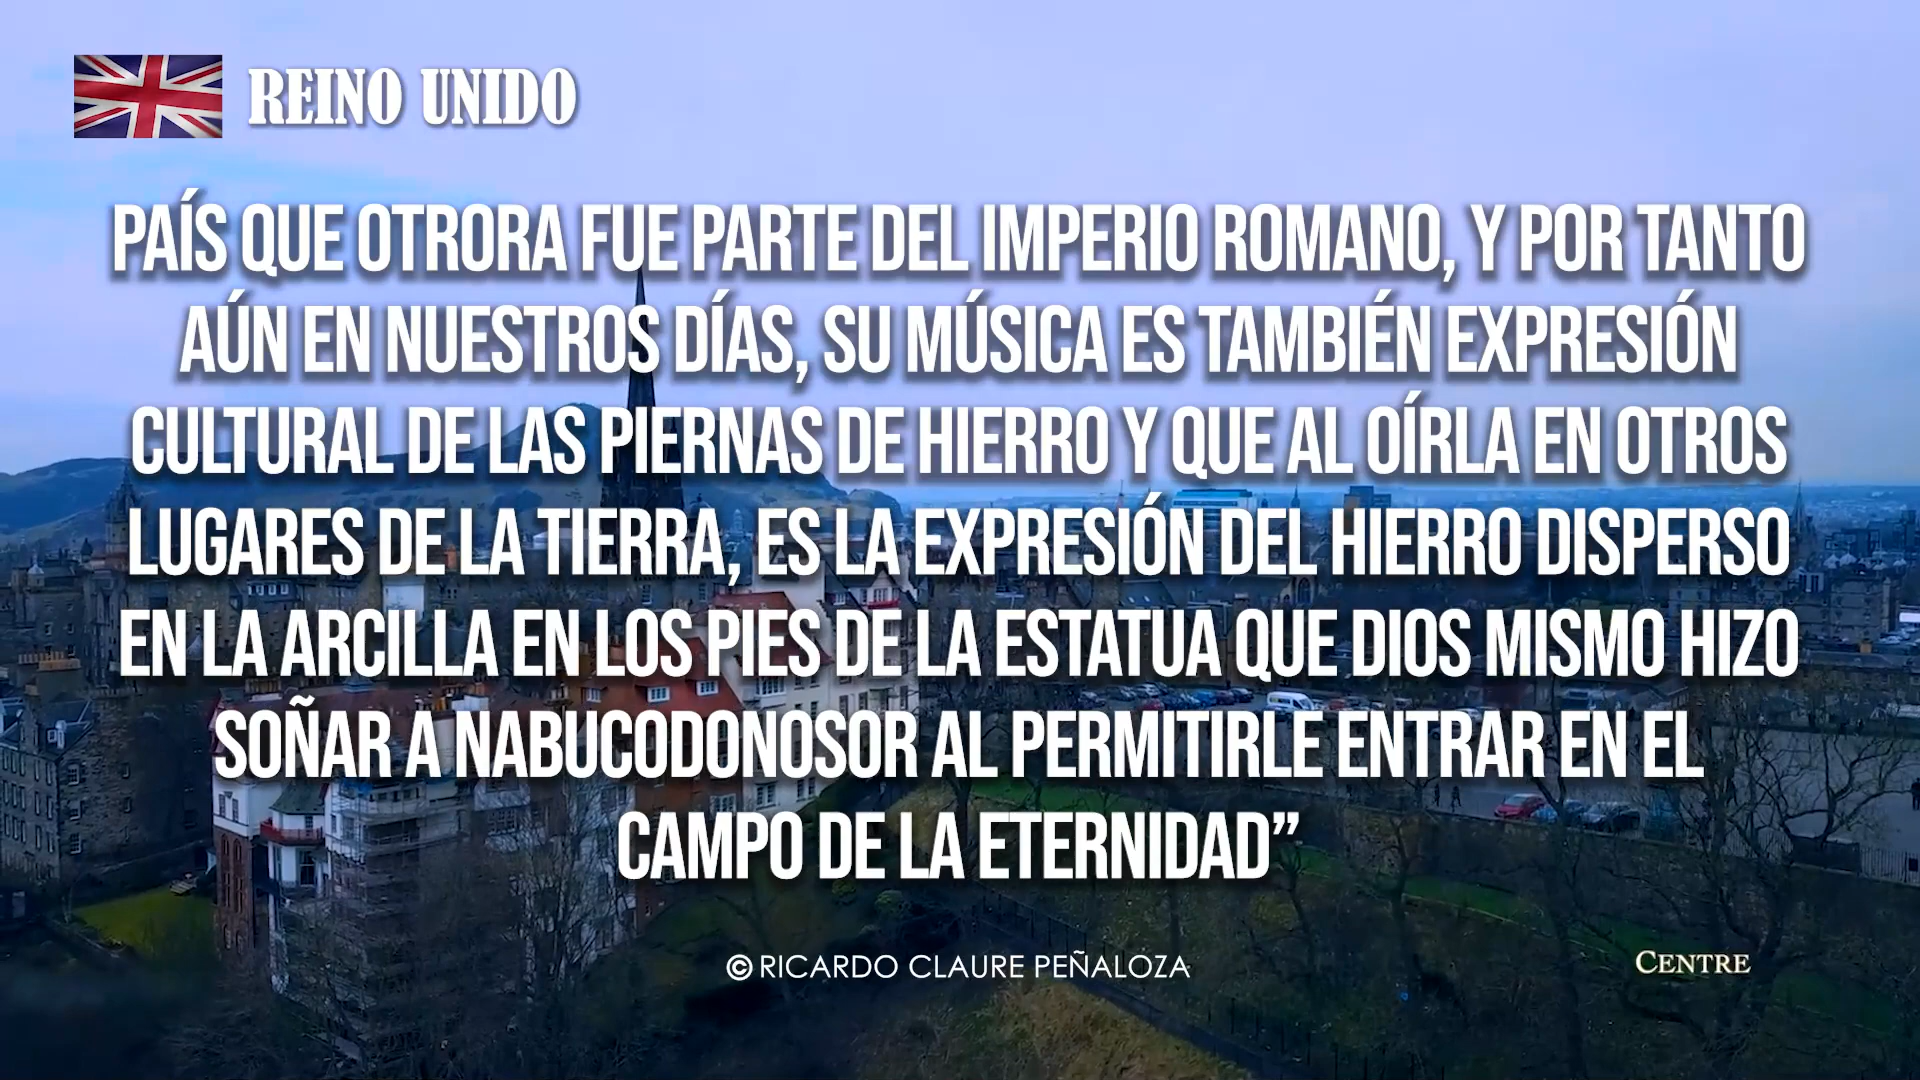 REINO UNIDO
PAÍS QUE OTRORA FUE PARTE DEL IMPERIO ROMANO, Y POR TANTO
AÚN EN NUESTROS DÍAS, SU MÚSICA ES TAMBIÉN EXPRESIÓN
CULTURAL DE LAS PIERNAS DE HIERRO Y QUE AL OÍRLA EN OTROS
LUGARES DE LA TIERRA, ES LA EXPRESIÓN DEL HIERRO DISPERSO
EN LA ARCILLA EN LOS PIES DE LA ESTATUA QUE DIOS MISMO HIZO
SOÑAR A NABUCODONOSOR AL PERMITIRLE ENTRAR EN EL
CAMPO DE LA ETERNIDAD”
© RICARDO CLAURE PEÑALOZA
CENTRE